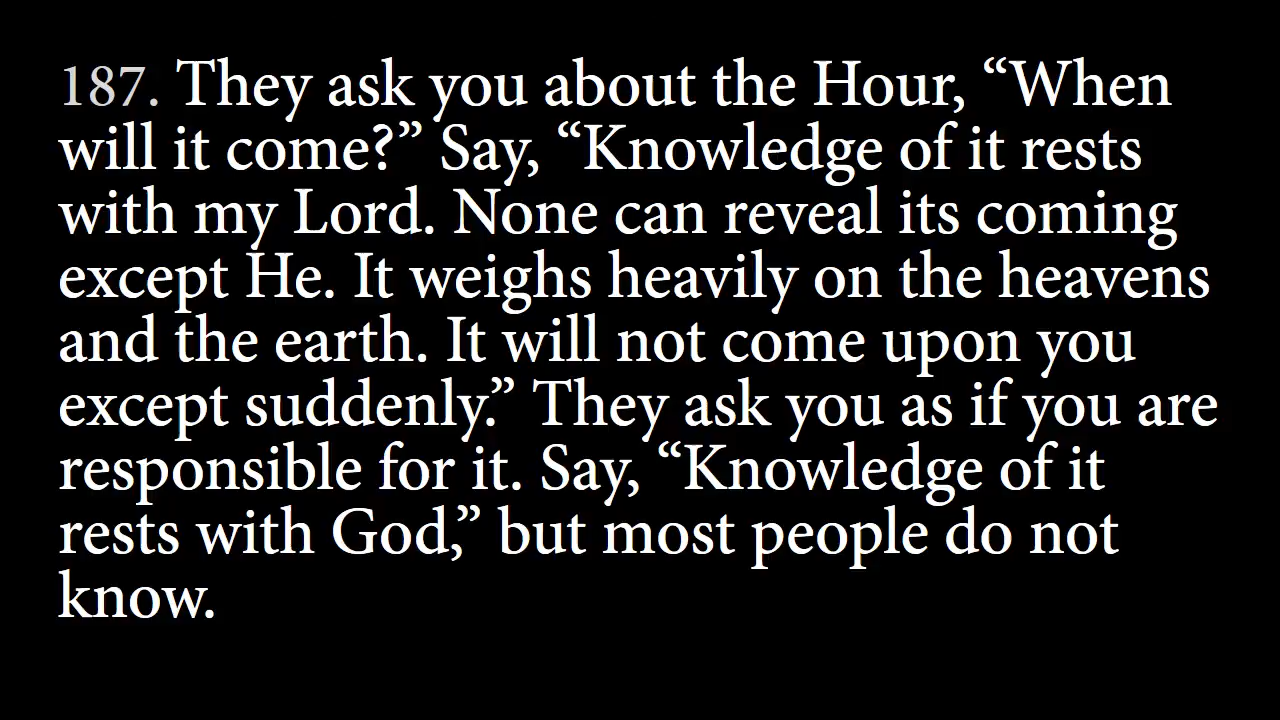 187. They ask you about the Hour, “When
will it come?” Say, “Knowledge of it rests
with my Lord. None can reveal its coming
except He. It weighs heavily on the heavens
and the earth. It will not come upon you
except suddenly.” They ask you as if you are
responsible for it. Say, “Knowledge of it
rests with God,” but most people do not
know.